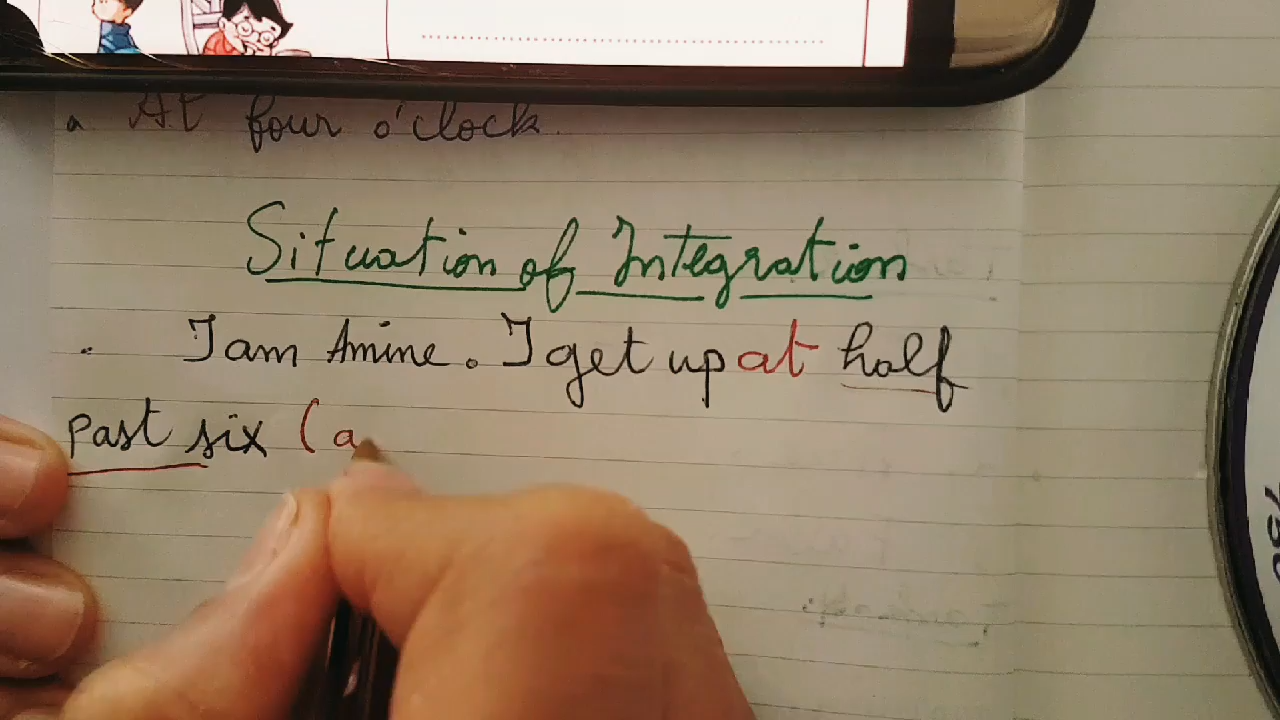 a At four o'clock.
Situation of Integration
. I am Amine. I get up at half
past six (a